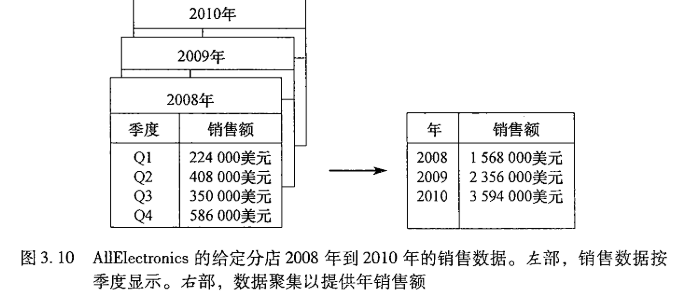 2010年
2009年
2008年
季度 销售额
Q1 224 000美元
Q2 408 000美元
Q3 350 000美元
Q4 586 000美元
年 销售额
2008 1 568 000美元
2009 2 356 000美元
2010 3 594 000美元
图 3.10 AllElectronics 的给定分店 2008 年到 2010 年的销售数据。左部，销售数据按
季度显示。右部，数据聚集以提供年销售额